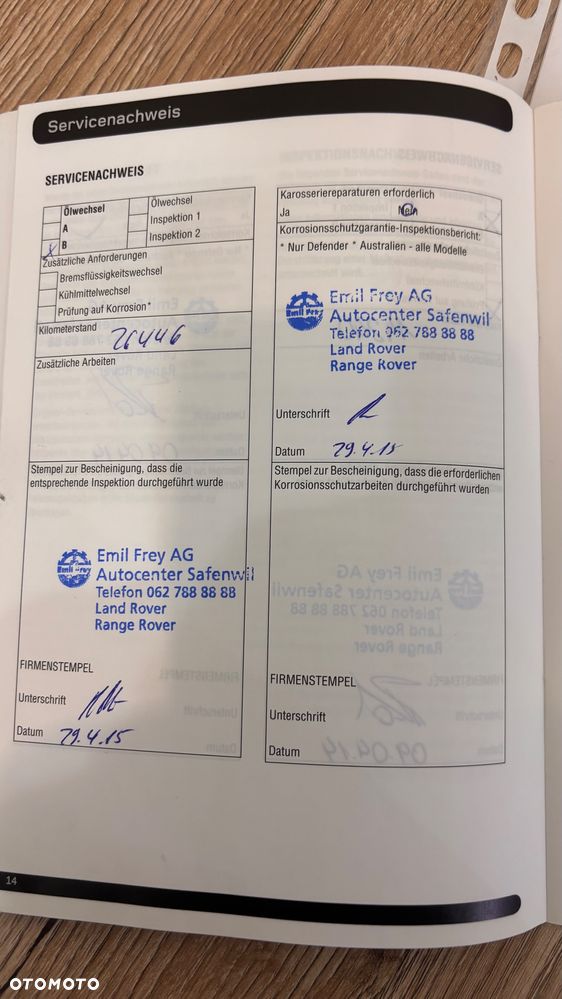 Servicenachweis
SERVICENACHWEIS
Ölwechsel
A
B
Ölwechsel
Inspektion 1
Inspektion 2
Zusätzliche Anforderungen
Bremsflüssigkeitswechsel
Kühlmittelwechsel
Prüfung auf Korrosion*
Kilometerstand 26446
Zusätzliche Arbeiten
Stempel zur Bescheinigung, dass die
entsprechende Inspektion durchgeführt wurde
Emil Frey
Emil Frey AG
Autocenter Safenwil
Telefon 062 788 88 88
Land Rover
Range Rover
FIRMENSTEMPEL
Unterschrift
Datum 29.4.15
Karosseriereparaturen erforderlich
Ja Nein
Korrosionsschutzgarantie-Inspektionsbericht:
* Nur Defender * Australien - alle Modelle
Emil Frey
Emil Frey AG
Autocenter Safenwil
Telefon 062 788 88 88
Land Rover
Range Rover
Unterschrift
Datum 29.4.15
Stempel zur Bescheinigung, dass die erforderlichen
Korrosionsschutzarbeiten durchgeführt wurden
FIRMENSTEMPEL
Unterschrift
Datum
14
OTOMOTO